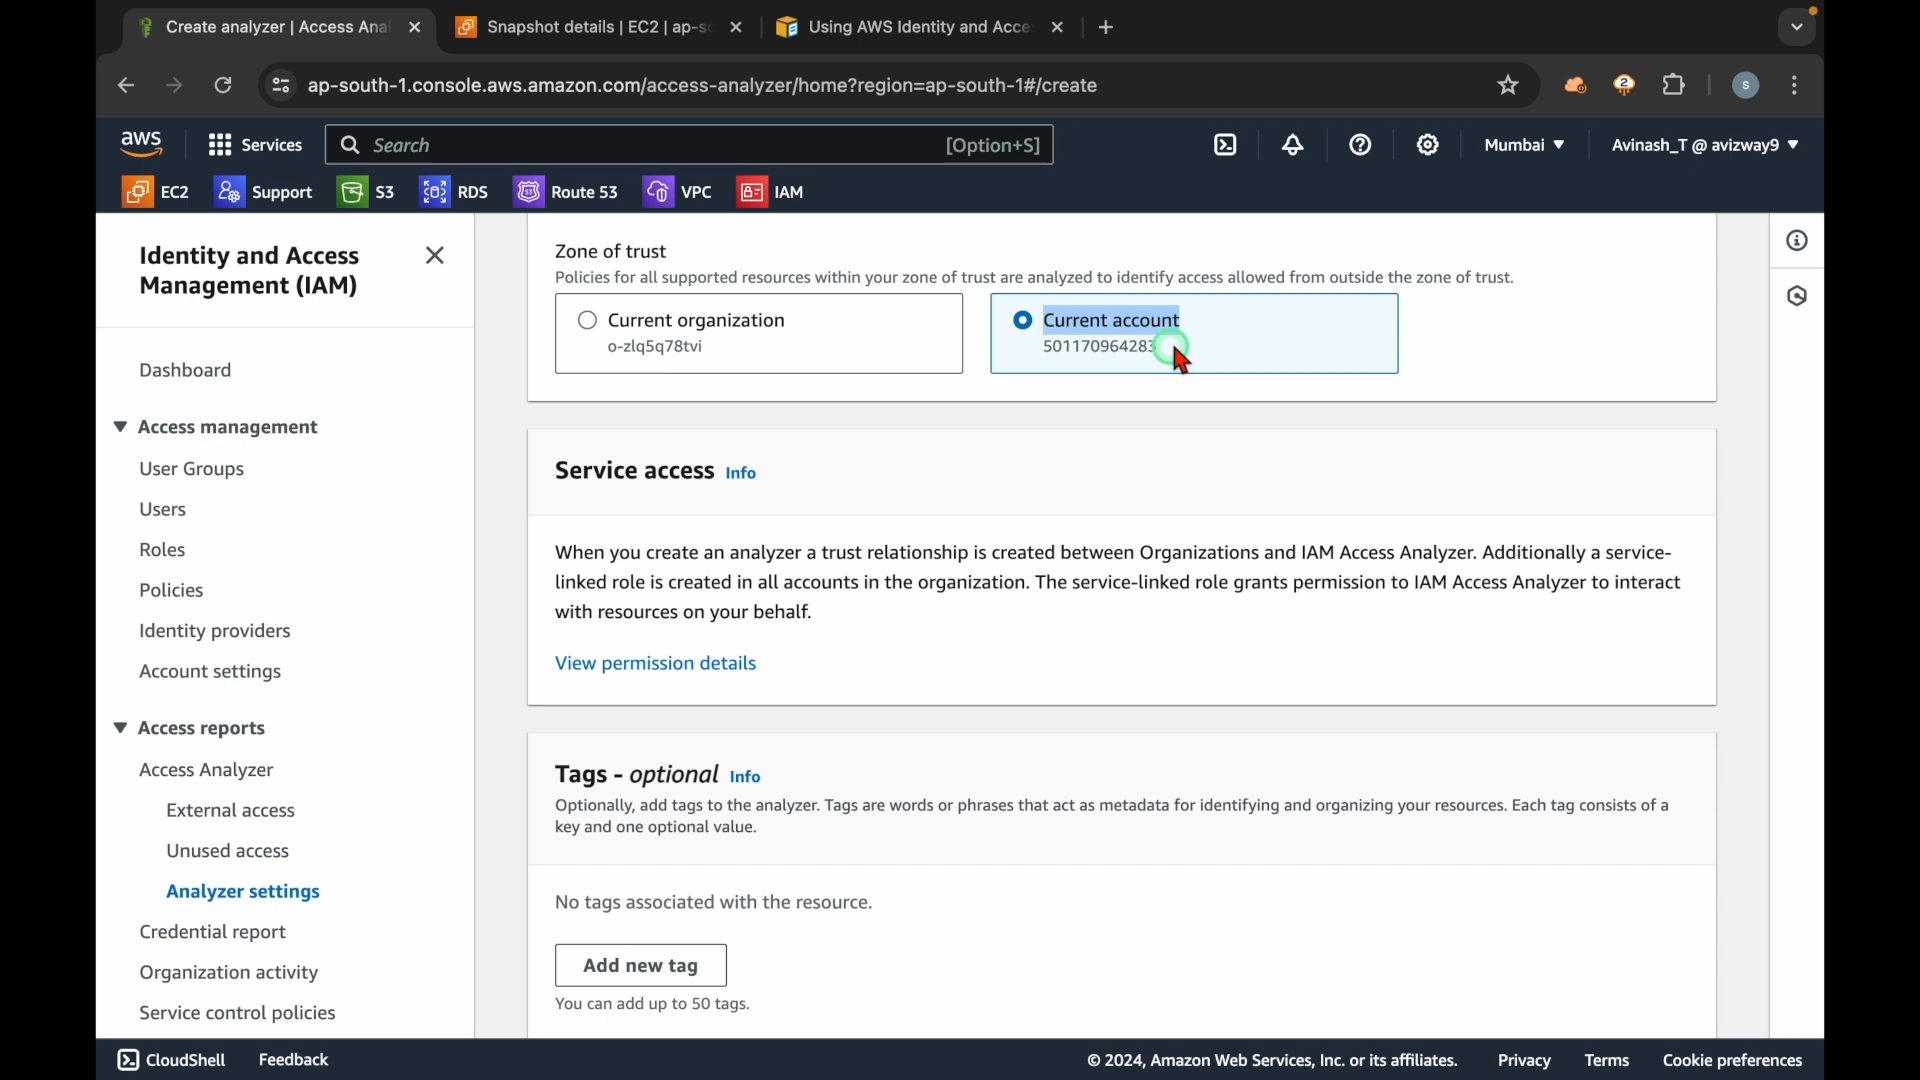 Create analyzer | Access Anal
Snapshot details | EC2 | ap-s
Using AWS Identity and Acce
ap-south-1.console.aws.amazon.com/access-analyzer/home?region=ap-south-1#/create
2
S
aws
Services
Search
[Option+S]
Mumbai
Avinash_T @ avizway9
EC2
Support
S3
RDS
Route 53
VPC
IAM
Identity and Access
Management (IAM)
Dashboard
Access management
User Groups
Users
Roles
Policies
Identity providers
Account settings
Access reports
Access Analyzer
External access
Unused access
Analyzer settings
Credential report
Organization activity
Service control policies
Zone of trust
Policies for all supported resources within your zone of trust are analyzed to identify access allowed from outside the zone of trust.
Current organization
o-zlq5q78tvi
Current account
501170964283
Service access Info
When you create an analyzer a trust relationship is created between Organizations and IAM Access Analyzer. Additionally a service-
linked role is created in all accounts in the organization. The service-linked role grants permission to IAM Access Analyzer to interact
with resources on your behalf.
View permission details
Tags - optional Info
Optionally, add tags to the analyzer. Tags are words or phrases that act as metadata for identifying and organizing your resources. Each tag consists of a
key and one optional value.
No tags associated with the resource.
Add new tag
You can add up to 50 tags.
CloudShell
Feedback
© 2024, Amazon Web Services, Inc. or its affiliates.
Privacy
Terms
Cookie preferences